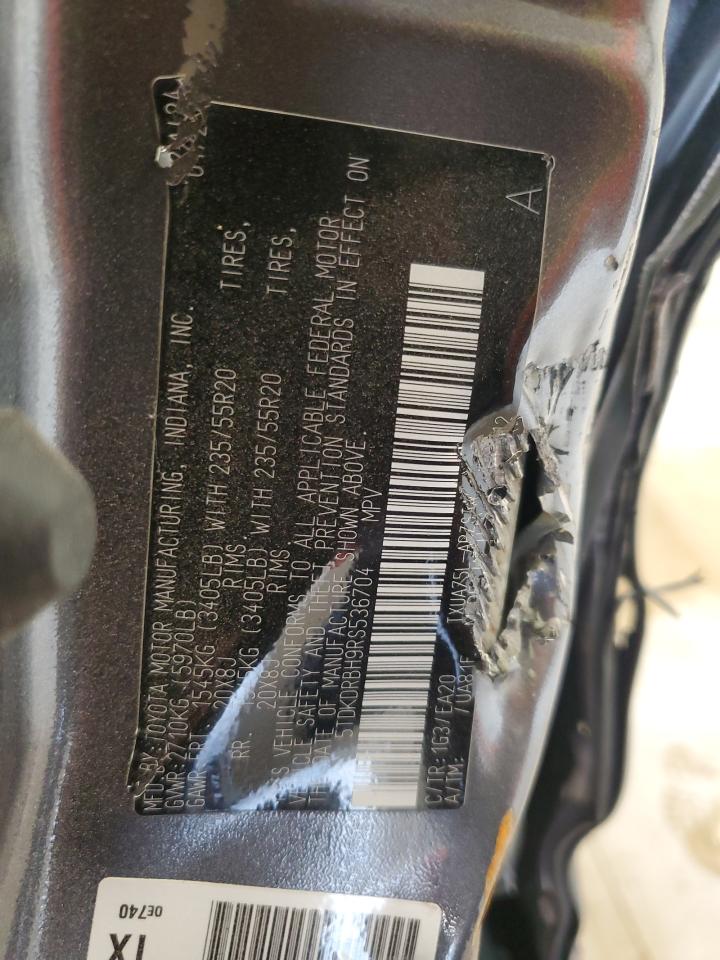 MFD.BY:TOYOTA MOTOR MANUFACTURING, INDIANA, INC.
GVWR:2710KG (5970LB)
GAWR FRT. 1545KG (3405LB) WITH 235/55R20 TIRES,
20X8J RIMS
RR. 1545KG (3405LB) WITH 235/55R20 TIRES,
20X8J RIMS
THIS VEHICLE CONFORMS TO ALL APPLICABLE FEDERAL MOTOR
VEHICLE SAFETY AND THEFT PREVENTION STANDARDS IN EFFECT ON
THE DATE OF MANUFACTURE SHOWN ABOVE.
5TDKDRBH9RS536704 MPV
A
C/TR:1G3/EA20
A/TM: UA81F
0E740